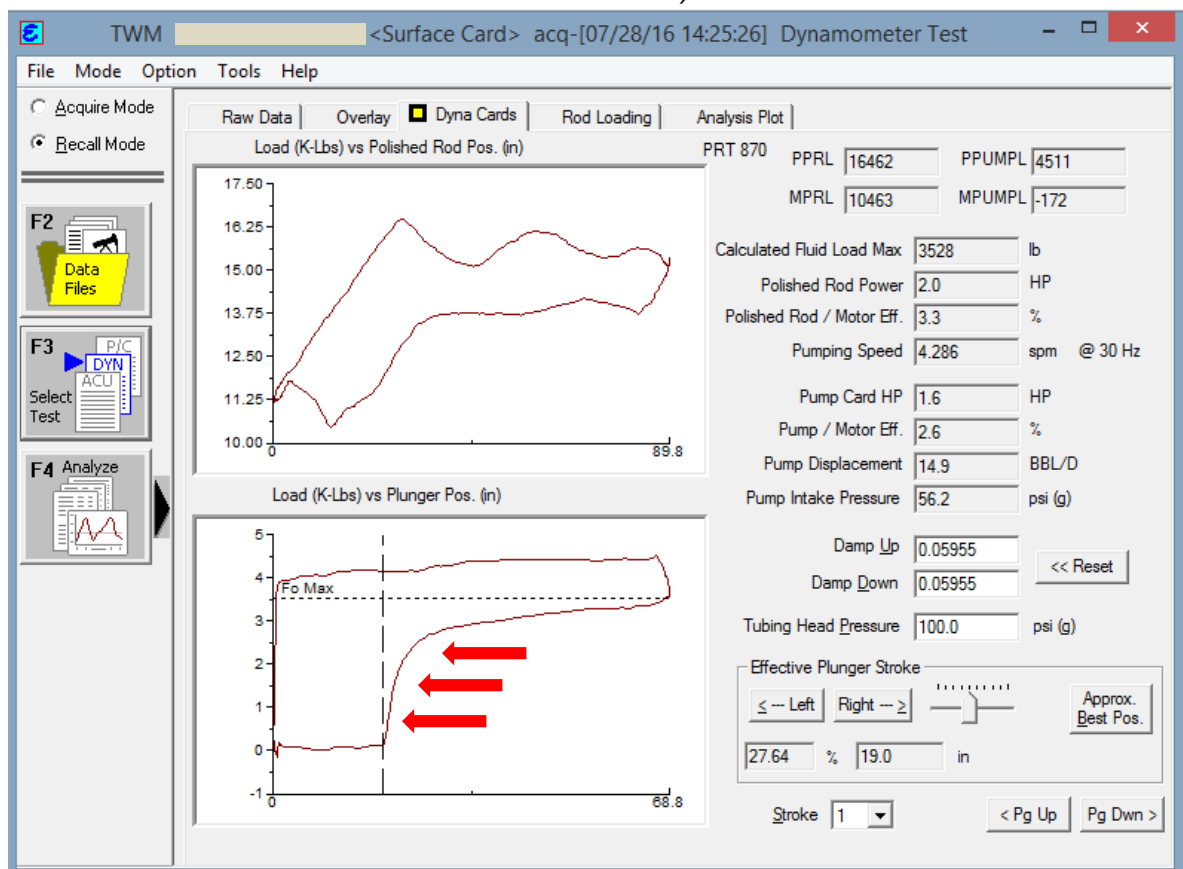 TWM <Surface Card> acq-[07/28/16 14:25:26] Dynamometer Test
File Mode Option Tools Help
Acquire Mode
Recall Mode
F2
Data
Files
F3
P/C
DYN
ACU
Select
Test
F4 Analyze
Raw Data Overlay Dyna Cards Rod Loading Analysis Plot
Load (K-Lbs) vs Polished Rod Pos. (in)
17.50
16.25
15.00
13.75
12.50
11.25
10.00
0 89.8
Load (K-Lbs) vs Plunger Pos. (in)
5
4
Fo Max
3
2
1
0
-1
0 68.8
PRT 870 PPRL 16462 PPUMPL 4511
MPRL 10463 MPUMPL -172
Calculated Fluid Load Max 3528 lb
Polished Rod Power 2.0 HP
Polished Rod / Motor Eff. 3.3 %
Pumping Speed 4.286 spm @ 30 Hz
Pump Card HP 1.6 HP
Pump / Motor Eff. 2.6 %
Pump Displacement 14.9 BBL/D
Pump Intake Pressure 56.2 psi (g)
Damp Up 0.05955
Damp Down 0.05955
<< Reset
Tubing Head Pressure 100.0 psi (g)
Effective Plunger Stroke
< --- Left Right --- >
Approx.
Best Pos.
27.64 % 19.0 in
Stroke 1 < Pg Up Pg Dwn >